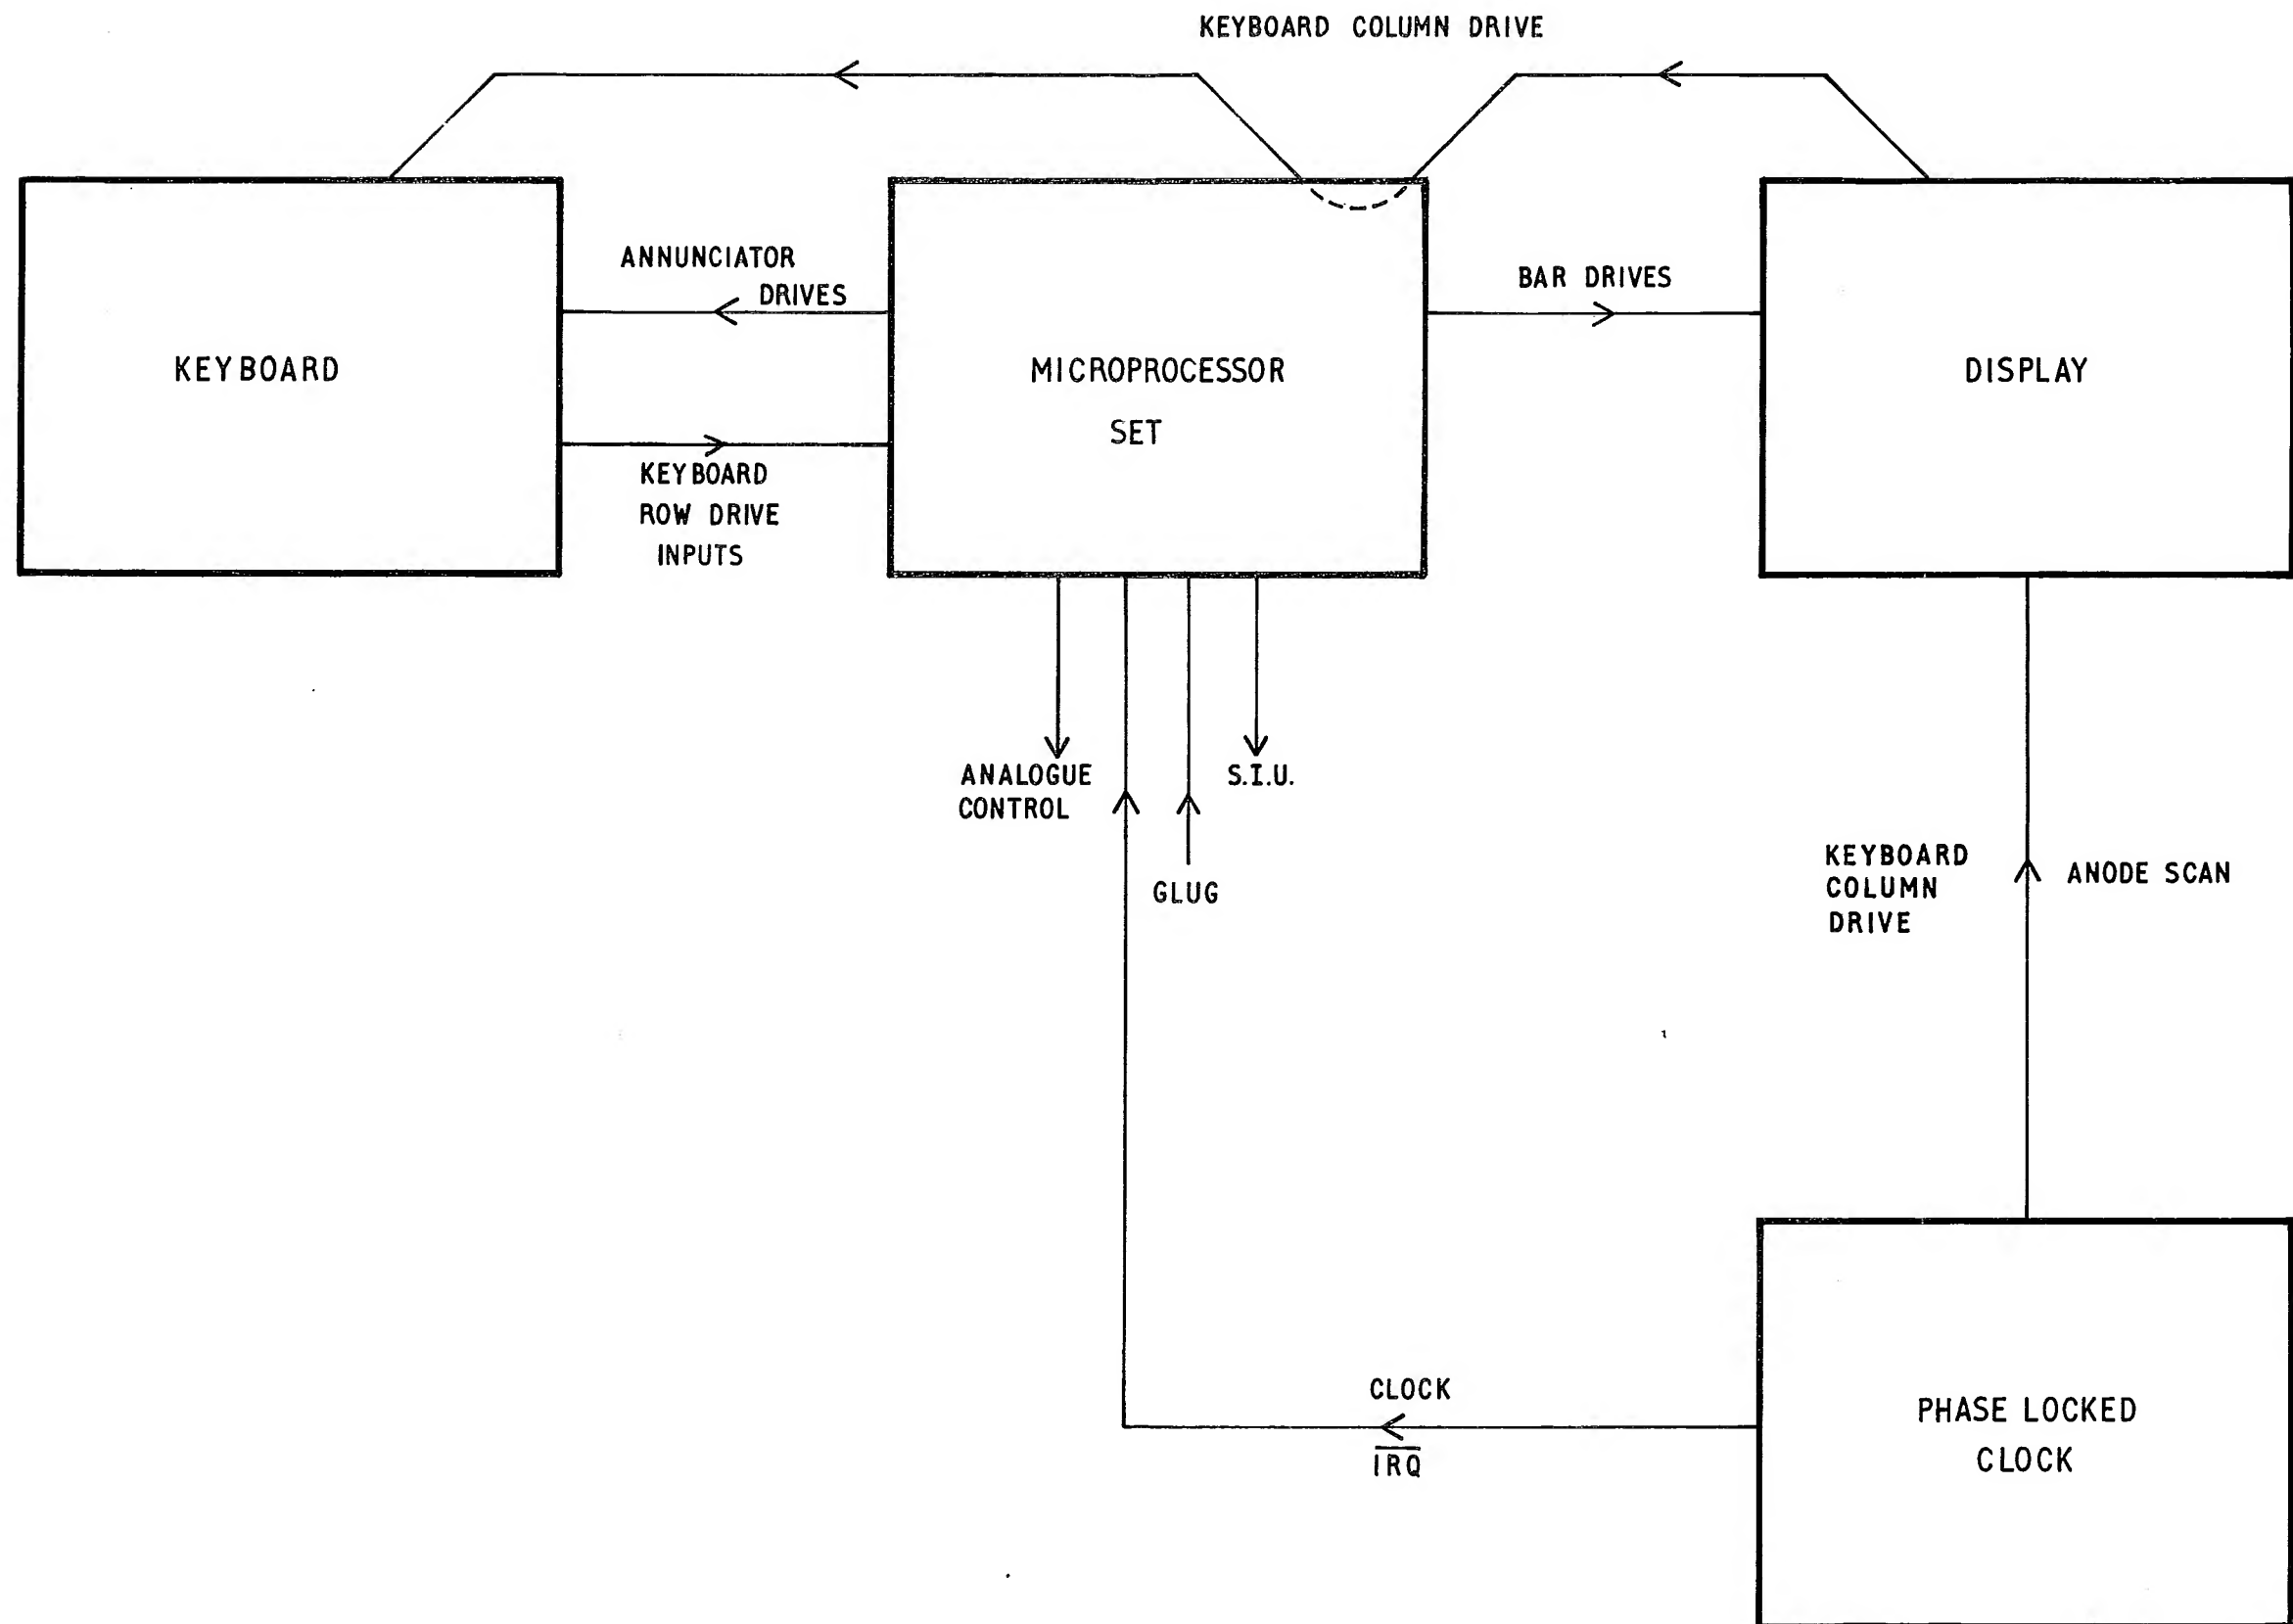 KEYBOARD COLUMN DRIVE
ANNUNCIATOR
DRIVES
BAR DRIVES
KEYBOARD
MICROPROCESSOR
SET
DISPLAY
KEYBOARD
ROW DRIVE
INPUTS
ANALOGUE
CONTROL
S.I.U.
GLUG
KEYBOARD
COLUMN
DRIVE
ANODE SCAN
CLOCK
IRQ
PHASE LOCKED
CLOCK